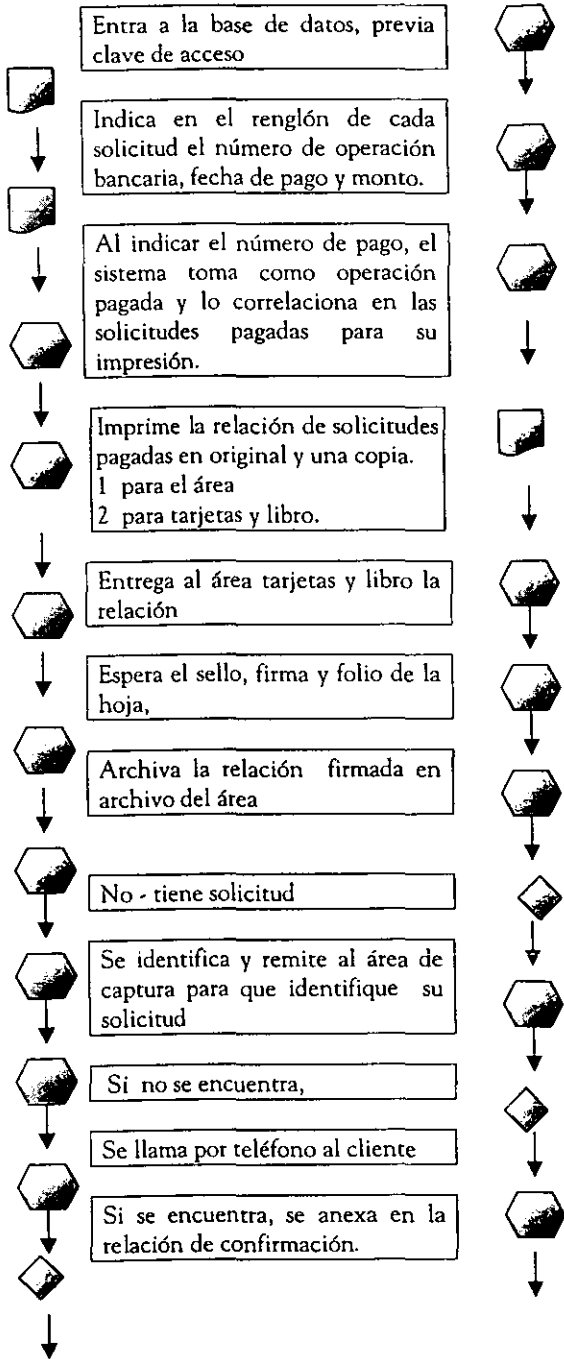 Entra a la base de datos, previa
clave de acceso
Indica en el renglón de cada
solicitud el número de operación
bancaria, fecha de pago y monto.
Al indicar el número de pago, el
sistema toma como operación
pagada y lo correlaciona en las
solicitudes pagadas para su
impresión.
Imprime la relación de solicitudes
pagadas en original y una copia.
1 para el área
2 para tarjetas y libro.
Entrega al área tarjetas y libro la
relación
Espera el sello, firma y folio de la
hoja,
Archiva la relación firmada en
archivo del área
No - tiene solicitud
Se identifica y remite al área de
captura para que identifique su
solicitud
Si no se encuentra,
Se llama por teléfono al cliente
Si se encuentra, se anexa en la
relación de confirmación.